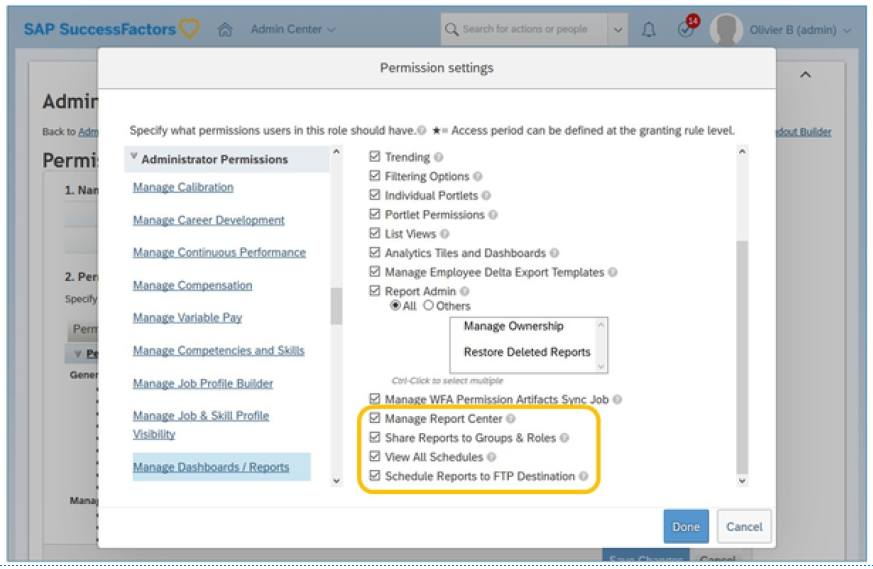 SAP SuccessFactors
Admin Center
Search for actions or people
14
Olivier B (admin)
Permission settings
Admin
Back to Adm
Specify what permissions users in this role should have. ★= Access period can be defined at the granting rule level.
dout Builder
Permi
1. Nam
2. Per
Specify
Perm
Pe
Gener
Manag
Administrator Permissions
Manage Calibration
Manage Career Development
Manage Continuous Performance
Manage Compensation
Manage Variable Pay
Manage Competencies and Skills
Manage Job Profile Builder
Manage Job & Skill Profile
Visibility
Manage Dashboards / Reports
Trending
Filtering Options
Individual Portlets
Portlet Permissions
List Views
Analytics Tiles and Dashboards
Manage Employee Delta Export Templates
Report Admin
All Others
Manage Ownership
Restore Deleted Reports
Ctrl-Click to select multiple
Manage WFA Permission Artifacts Sync Job
Manage Report Center
Share Reports to Groups & Roles
View All Schedules
Schedule Reports to FTP Destination
Done Cancel
Save Changes Cancel